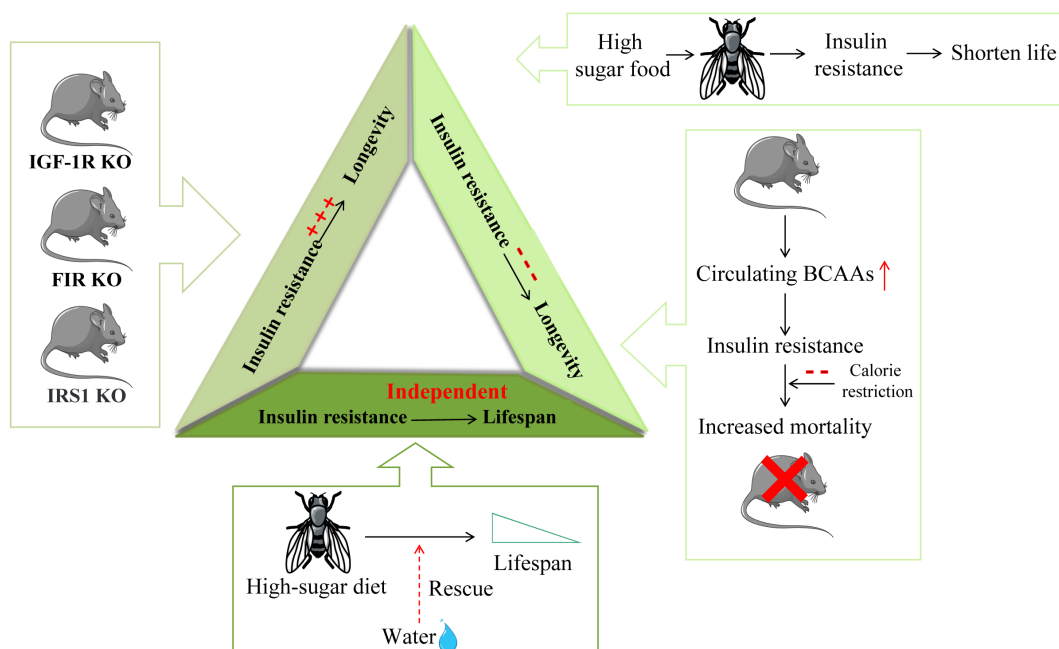 IGF-1R KO
FIR KO
IRS1 KO
Insulin resistance
+++
Longevity
Insulin resistance
---
Longevity
Independent
Insulin resistance
Lifespan
High
sugar food
Insulin
resistance
Shorten life
Circulating BCAAs
Insulin resistance
--
Calorie
restriction
Increased mortality
High-sugar diet
Lifespan
Rescue
Water